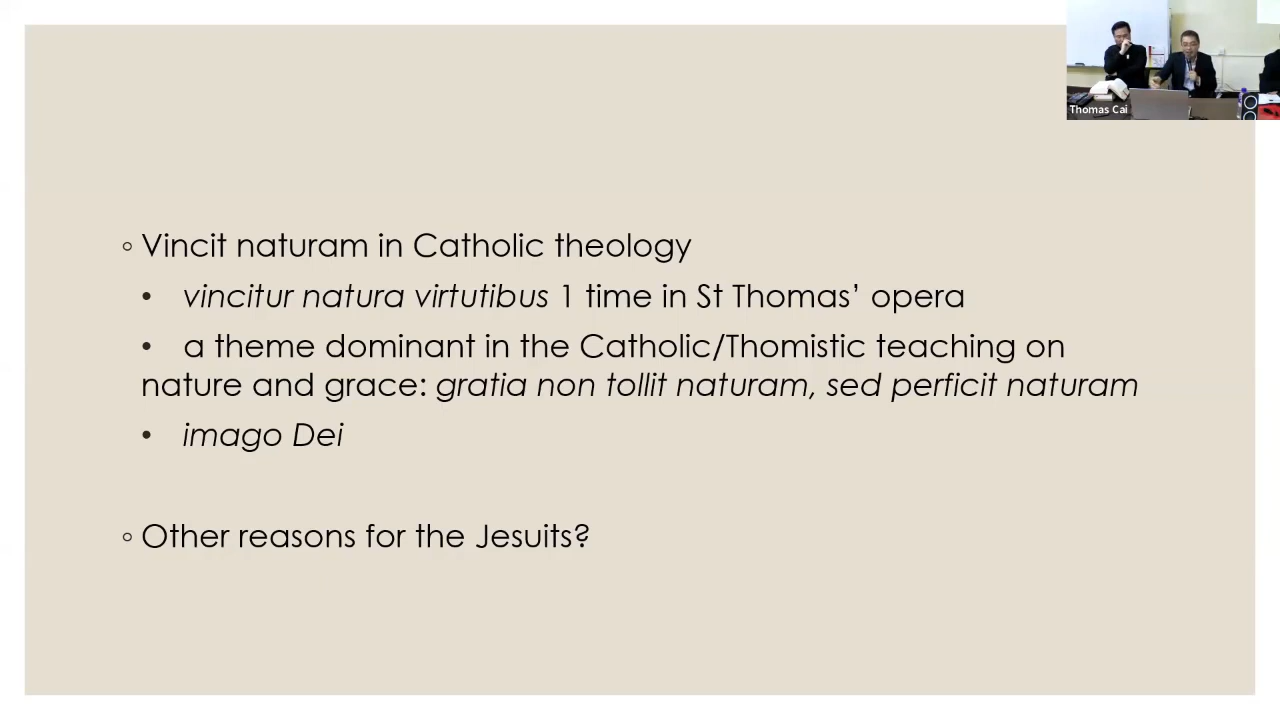 Thomas Cai
◦ Vincit naturam in Catholic theology
• vincitur natura virtutibus 1 time in St Thomas’ opera
• a theme dominant in the Catholic/Thomistic teaching on
nature and grace: gratia non tollit naturam, sed perficit naturam
• imago Dei
◦ Other reasons for the Jesuits?